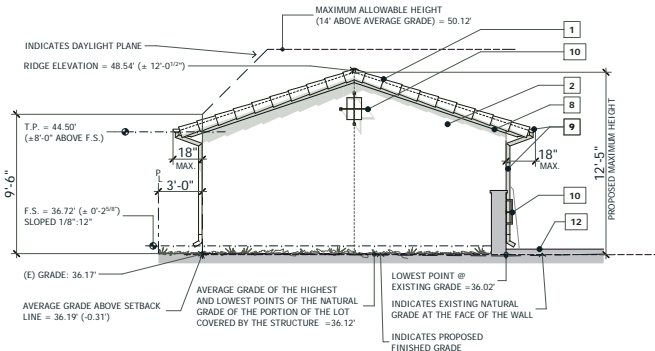 MAXIMUM ALLOWABLE HEIGHT
(14' ABOVE AVERAGE GRADE) = 50.12'
INDICATES DAYLIGHT PLANE
RIDGE ELEVATION = 48.54' (± 12'-0 1/2")
1
10
2
8
9
T.P. = 44.50'
(±8'-0" ABOVE F.S.)
18"
MAX.
18"
MAX.
12'-5"
PROPOSED MAXIMUM HEIGHT
9'-6"
PL
3'-0"
10
12
F.S. = 36.72' (± 0'-2 5/8")
SLOPED 1/8":12"
(E) GRADE: 36.17'
AVERAGE GRADE ABOVE SETBACK
LINE = 36.19' (-0.31')
AVERAGE GRADE OF THE HIGHEST
AND LOWEST POINTS OF THE NATURAL
GRADE OF THE PORTION OF THE LOT
COVERED BY THE STRUCTURE =36.12'
LOWEST POINT @
EXISTING GRADE =36.02'
INDICATES EXISTING NATURAL
GRADE AT THE FACE OF THE WALL
INDICATES PROPOSED
FINISHED GRADE